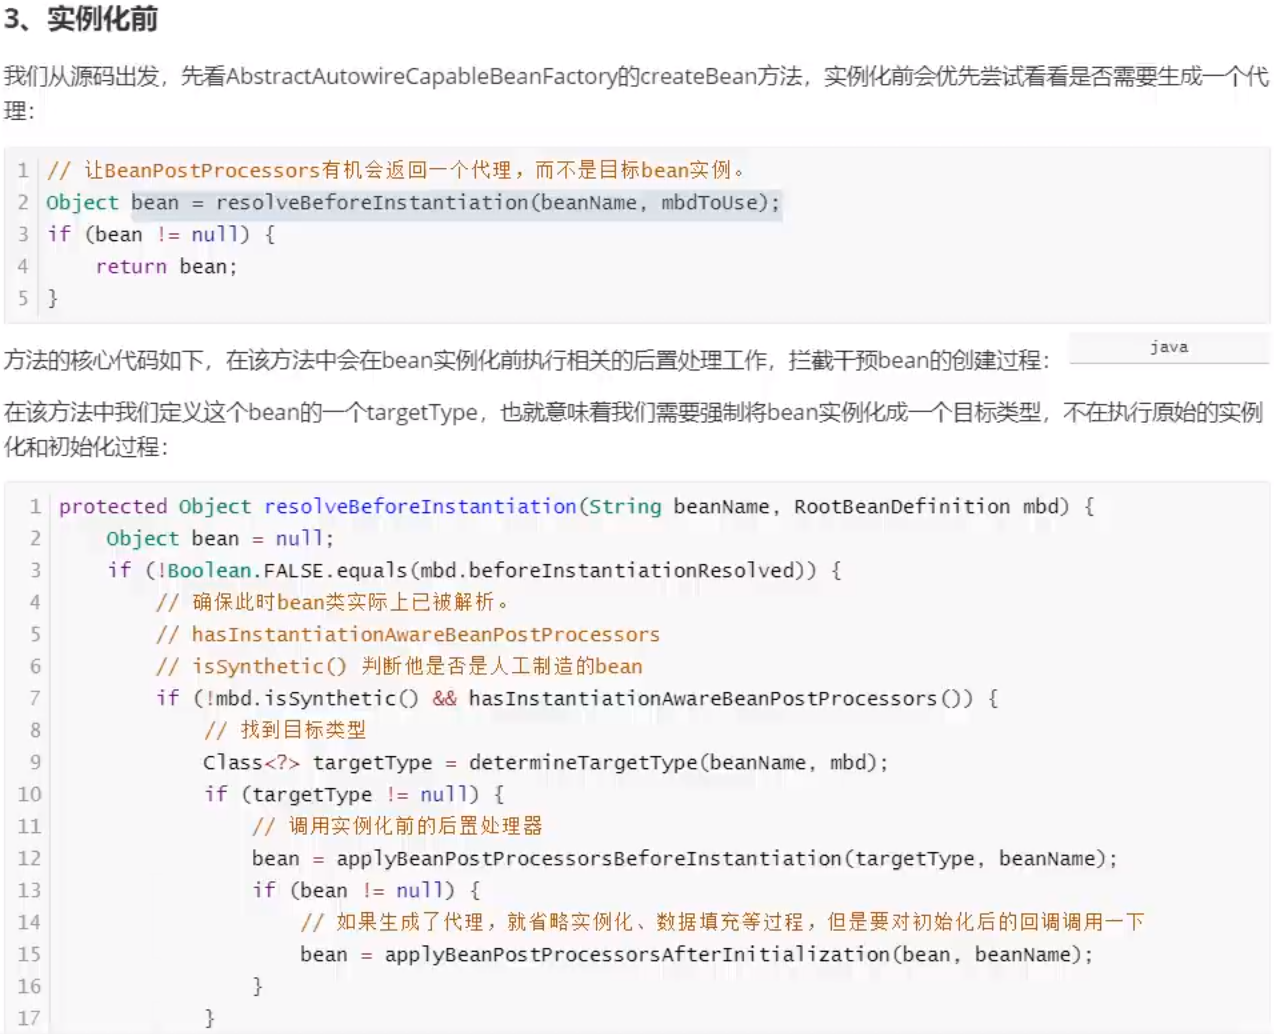 3、实例化前
我们从源码出发，先看AbstractAutowireCapableBeanFactory的createBean方法，实例化前会优先尝试看看是否需要生成一个代
理：
1 // 让BeanPostProcessors有机会返回一个代理，而不是目标bean实例。
2 Object bean = resolveBeforeInstantiation(beanName, mbdToUse);
3 if (bean != null) {
4     return bean;
5 }
方法的核心代码如下，在该方法中会在bean实例化前执行相关的后置处理工作，拦截干预bean的创建过程：
java
在该方法中我们定义这个bean的一个targetType，也就意味着我们需要强制将bean实例化成一个目标类型，不在执行原始的实例
化和初始化过程：
1 protected Object resolveBeforeInstantiation(String beanName, RootBeanDefinition mbd) {
2     Object bean = null;
3     if (!Boolean.FALSE.equals(mbd.beforeInstantiationResolved)) {
4         // 确保此时bean类实际上已被解析。
5         // hasInstantiationAwareBeanPostProcessors
6         // isSynthetic() 判断他是否是人工制造的bean
7         if (!mbd.isSynthetic() && hasInstantiationAwareBeanPostProcessors()) {
8             // 找到目标类型
9             Class<?> targetType = determineTargetType(beanName, mbd);
10             if (targetType != null) {
11                 // 调用实例化前的后置处理器
12                 bean = applyBeanPostProcessorsBeforeInstantiation(targetType, beanName);
13                 if (bean != null) {
14                     // 如果生成了代理，就省略实例化、数据填充等过程，但是要对初始化后的回调调用一下
15                     bean = applyBeanPostProcessorsAfterInitialization(bean, beanName);
16                 }
17             }